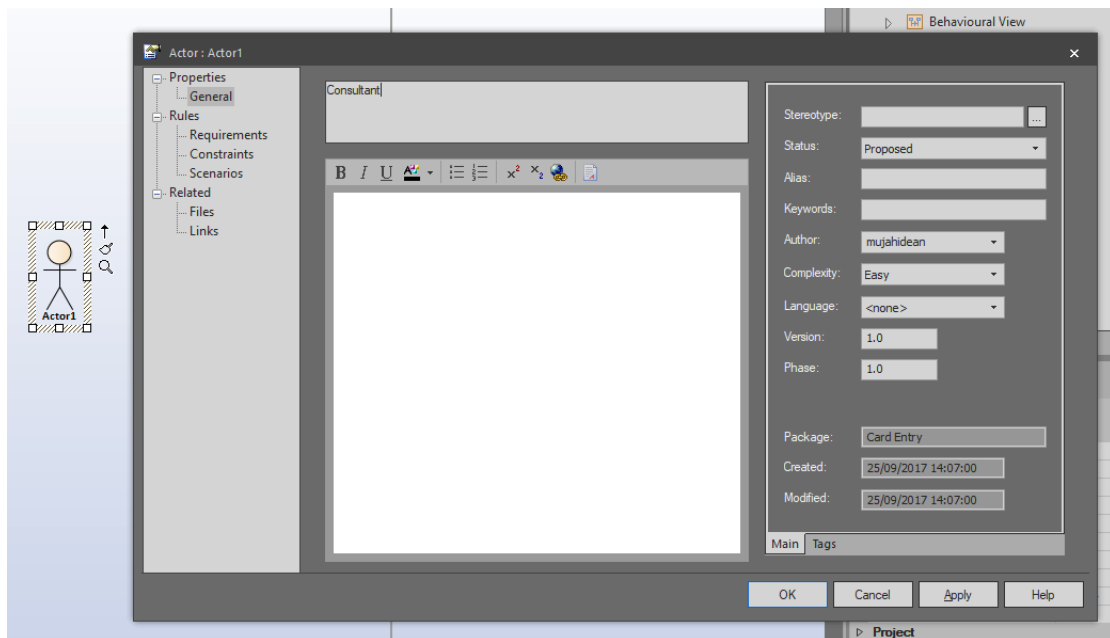 Behavioural View
Actor : Actor1
Properties
General
Rules
Requirements
Constraints
Scenarios
Related
Files
Links
Actor1
Consultant
B I U A
x² x₂
Stereotype:
...
Status: Proposed
Alias:
Keywords:
Author: mujahidean
Complexity: Easy
Language: <none>
Version: 1.0
Phase: 1.0
Package: Card Entry
Created: 25/09/2017 14:07:00
Modified: 25/09/2017 14:07:00
Main Tags
OK Cancel Apply Help
Project